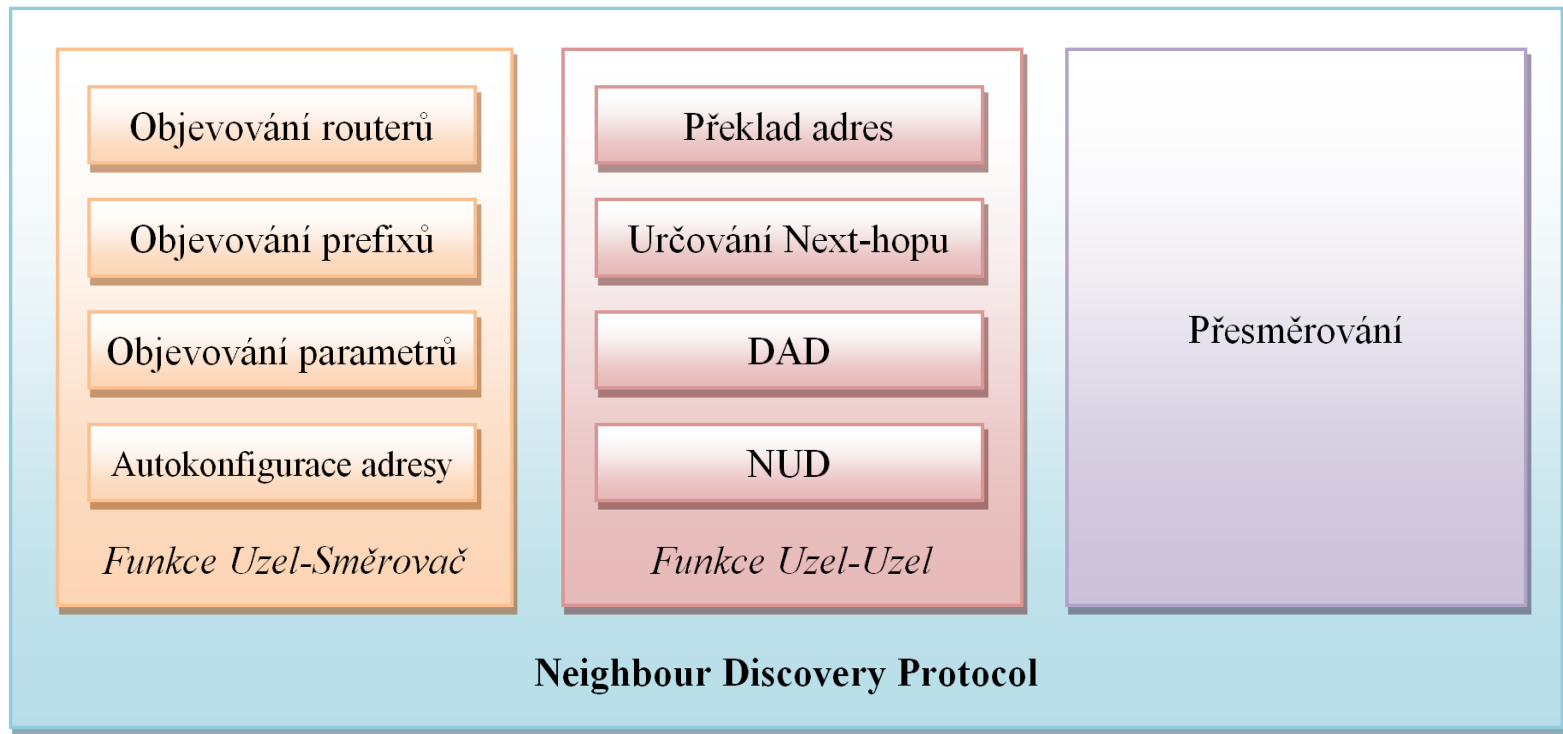 Objevování routerů
Objevování prefixů
Objevování parametrů
Autokonfigurace adresy
Funkce Uzel-Směrovač
Překlad adres
Určování Next-hopu
DAD
NUD
Funkce Uzel-Uzel
Přesměrování
Neighbour Discovery Protocol